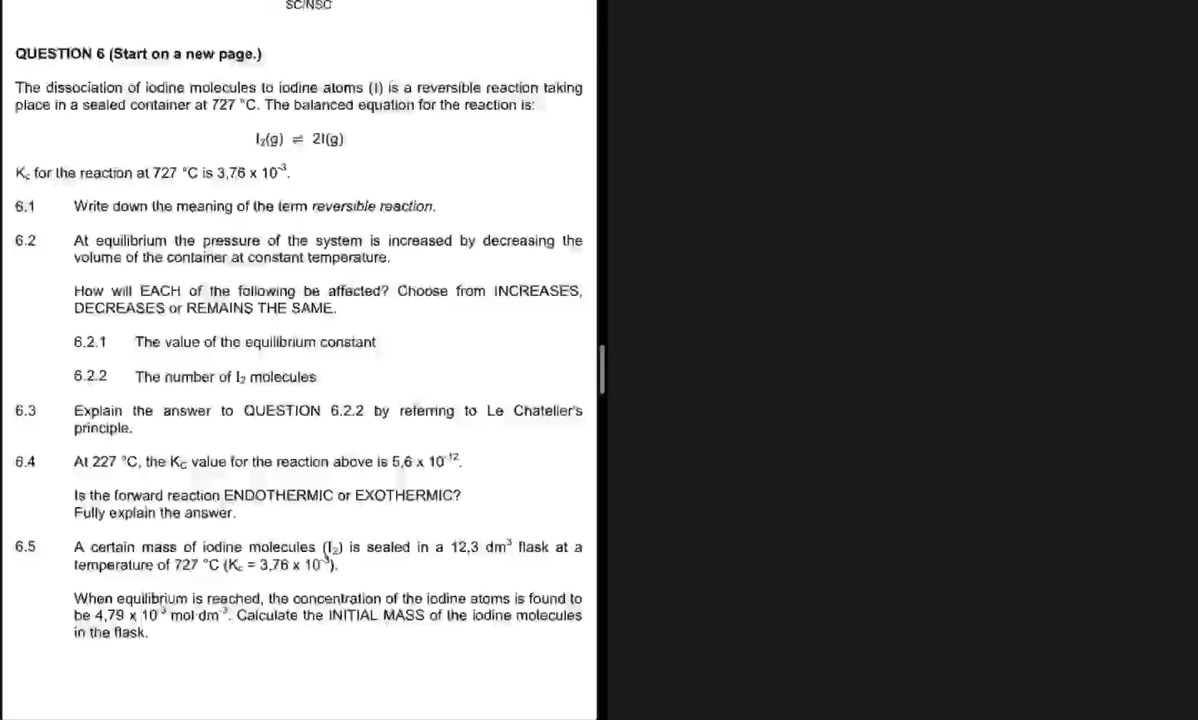 SC/NSC
QUESTION 6 (Start on a new page.)
The dissociation of iodine molecules to iodine atoms (I) is a reversible reaction taking
place in a sealed container at 727 °C. The balanced equation for the reaction is:
I₂(g) ⇌ 2I(g)
Kc for the reaction at 727 °C is 3,76 x 10⁻³.
6.1 Write down the meaning of the term reversible reaction.
6.2 At equilibrium the pressure of the system is increased by decreasing the
volume of the container at constant temperature.
How will EACH of the following be affected? Choose from INCREASES,
DECREASES or REMAINS THE SAME.
6.2.1 The value of the equilibrium constant
6.2.2 The number of I₂ molecules
6.3 Explain the answer to QUESTION 6.2.2 by referring to Le Chatelier's
principle.
6.4 At 227 °C, the Kc value for the reaction above is 5,6 x 10⁻¹².
Is the forward reaction ENDOTHERMIC or EXOTHERMIC?
Fully explain the answer.
6.5 A certain mass of iodine molecules (I₂) is sealed in a 12,3 dm³ flask at a
temperature of 727 °C (Kc = 3,76 x 10⁻³).
When equilibrium is reached, the concentration of the iodine atoms is found to
be 4,79 x 10⁻³ mol·dm⁻³. Calculate the INITIAL MASS of the iodine molecules
in the flask.